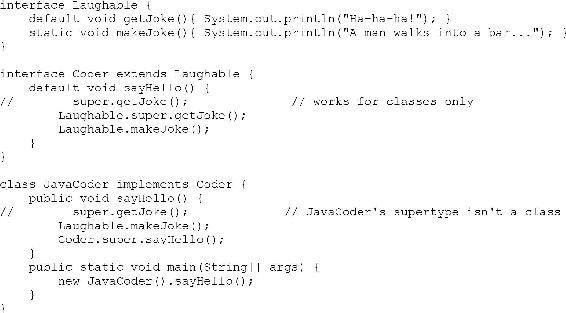 interface Laughable {
    default void getJoke(){ System.out.println("Ha-ha-ha!"); }
    static void makeJoke(){ System.out.println("A man walks into a bar..."); }
}

interface Coder extends Laughable {
    default void sayHello() {
//      super.getJoke();            // works for classes only
        Laughable.super.getJoke();
        Laughable.makeJoke();
    }
}

class JavaCoder implements Coder {
    public void sayHello() {
//      super.getJoke();            // JavaCoder's supertype isn't a class
        Laughable.makeJoke();
        Coder.super.sayHello();
    }
    public static void main(String[] args) {
        new JavaCoder().sayHello();
    }
}